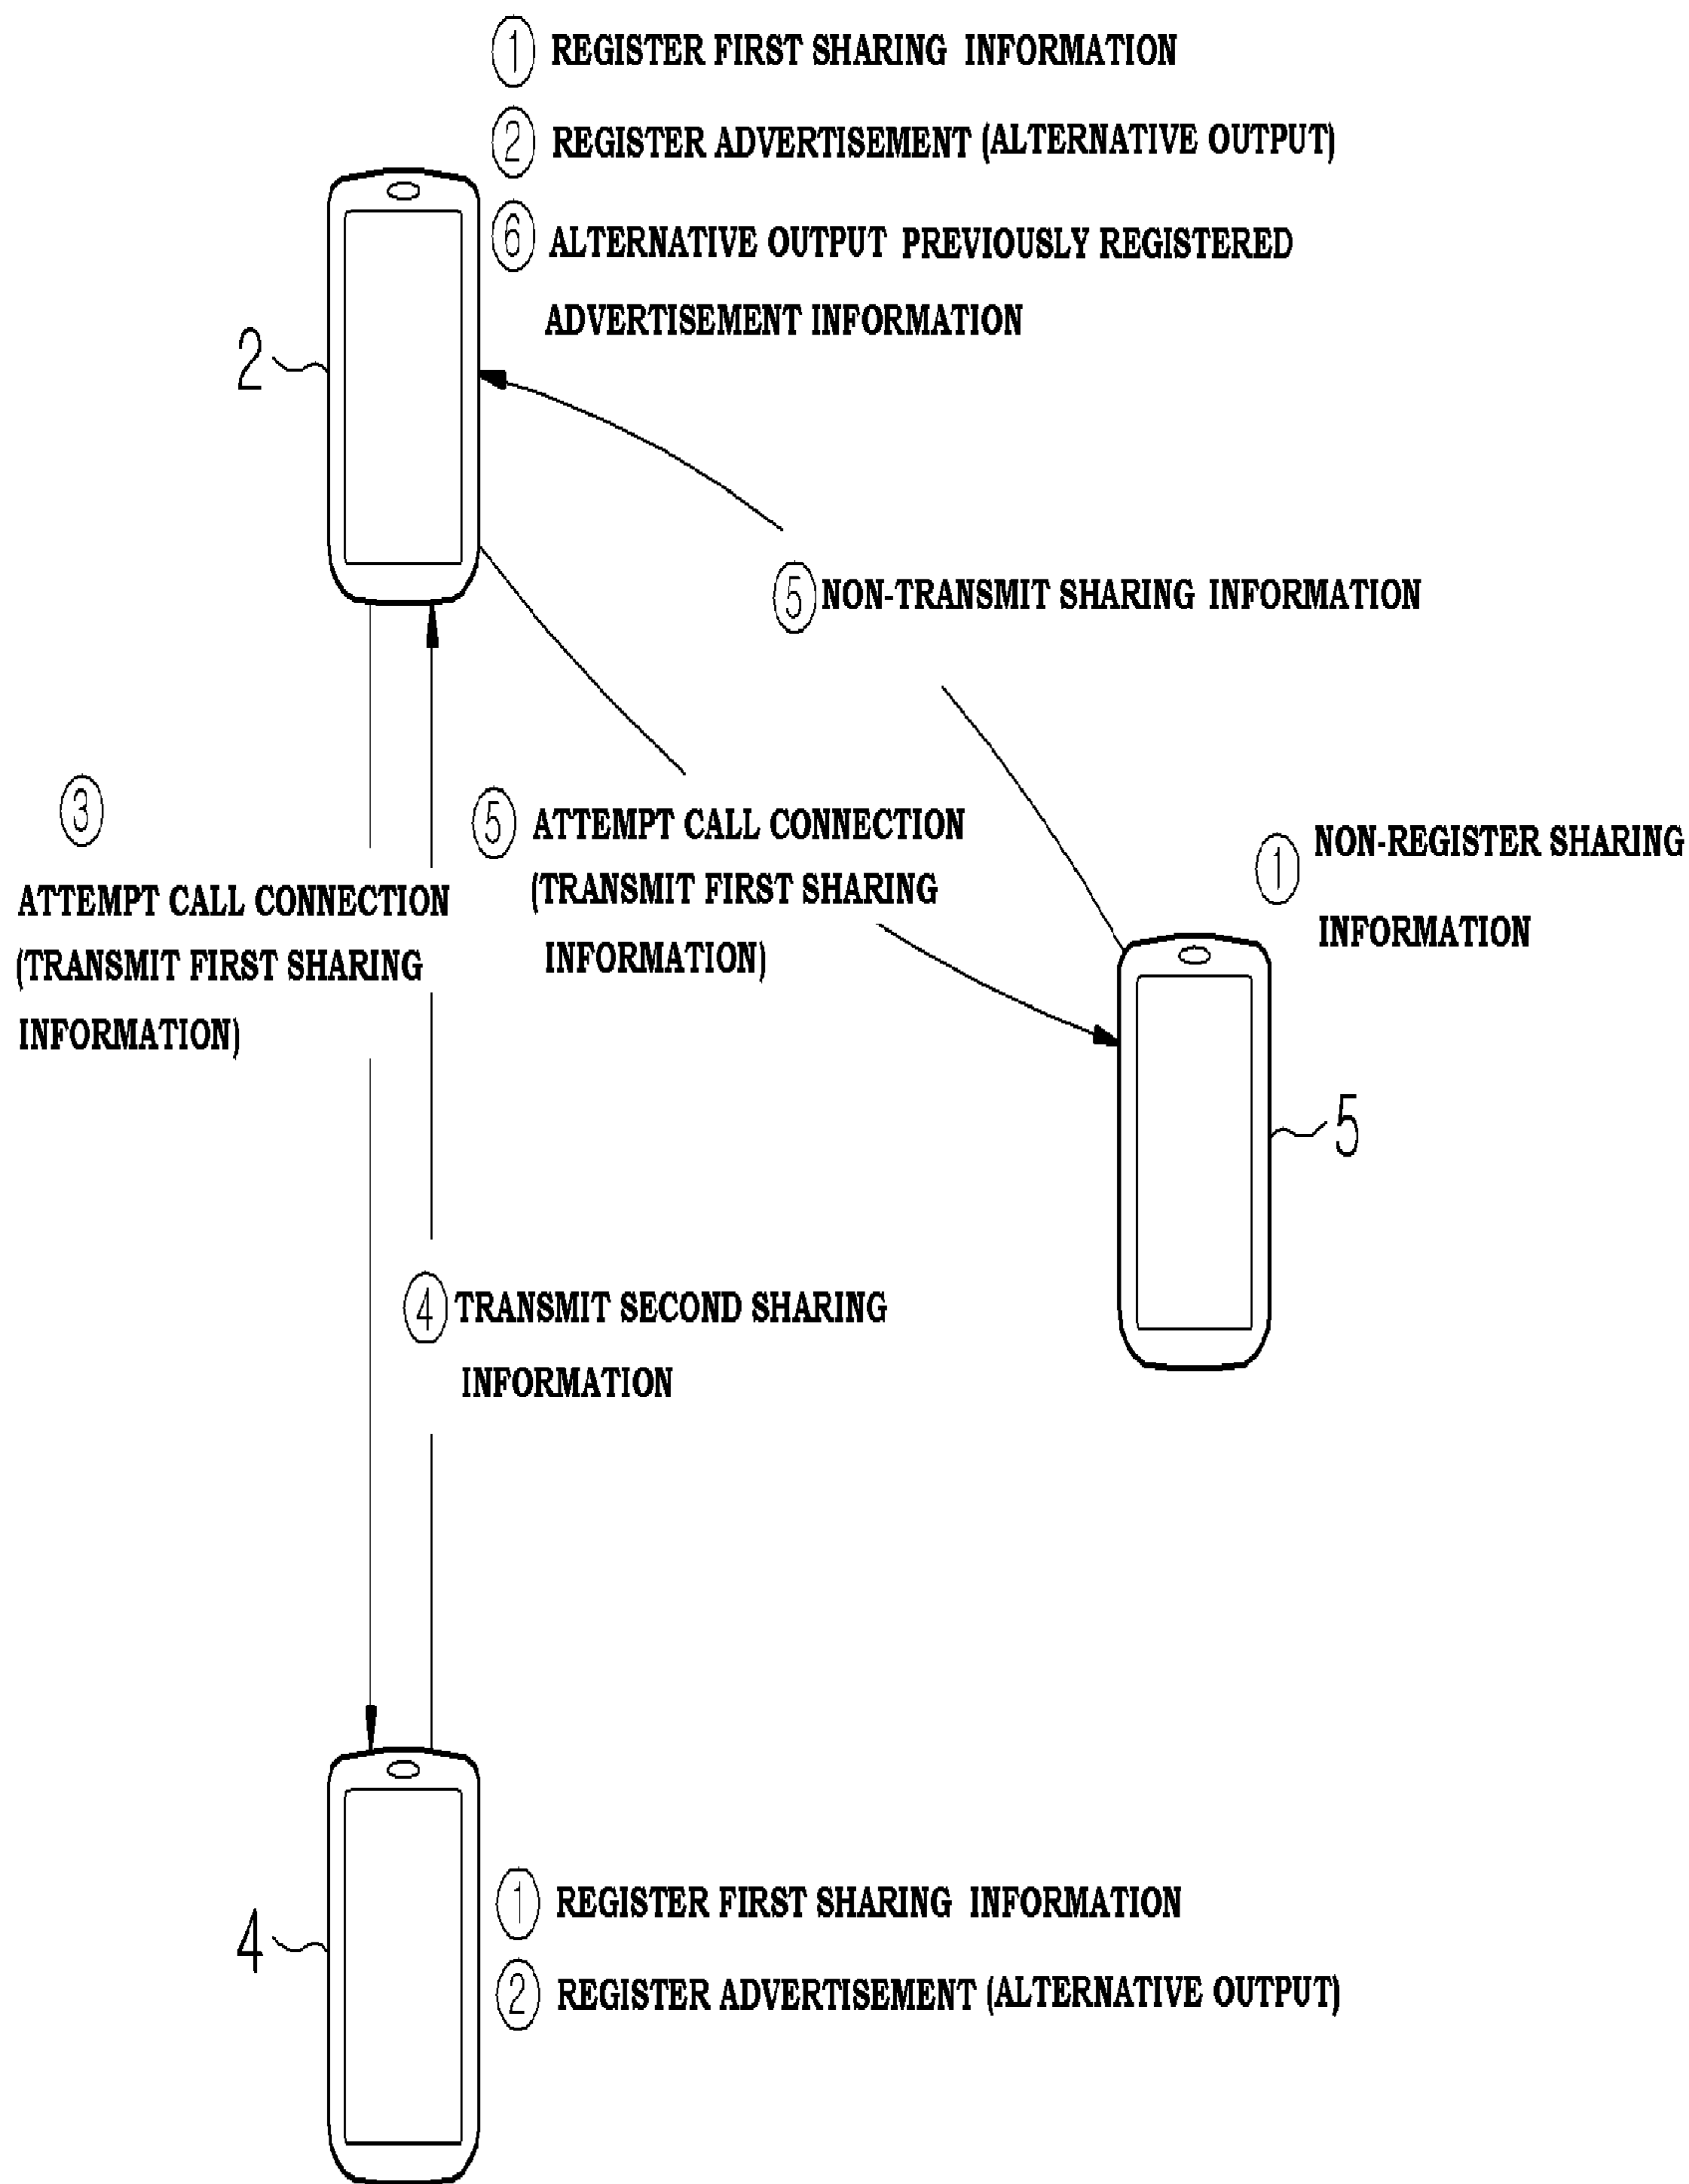 ① REGISTER FIRST SHARING INFORMATION
② REGISTER ADVERTISEMENT (ALTERNATIVE OUTPUT)
⑥ ALTERNATIVE OUTPUT PREVIOUSLY REGISTERED
ADVERTISEMENT INFORMATION
2
⑤ NON-TRANSMIT SHARING INFORMATION
③
ATTEMPT CALL CONNECTION
(TRANSMIT FIRST SHARING
INFORMATION)
⑤ ATTEMPT CALL CONNECTION
(TRANSMIT FIRST SHARING
INFORMATION)
① NON-REGISTER SHARING
INFORMATION
5
④ TRANSMIT SECOND SHARING
INFORMATION
4
① REGISTER FIRST SHARING INFORMATION
② REGISTER ADVERTISEMENT (ALTERNATIVE OUTPUT)